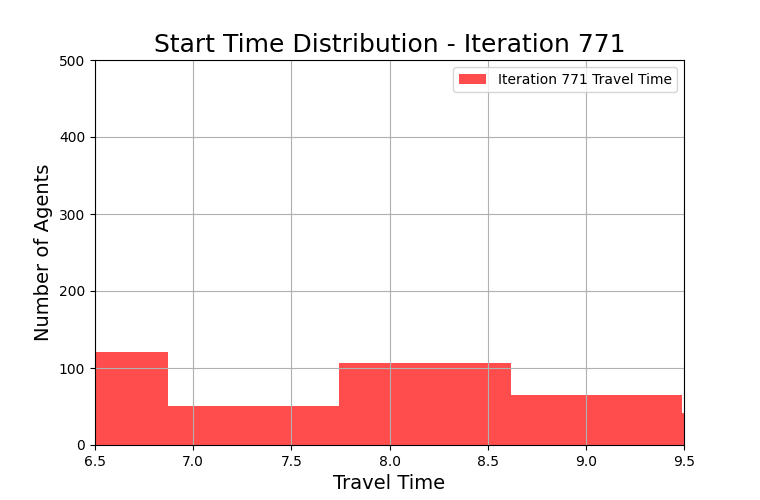 Start Time Distribution - Iteration 771
Iteration 771 Travel Time
Number of Agents
500
400
300
200
100
0
6.5 7.0 7.5 8.0 8.5 9.0 9.5
Travel Time